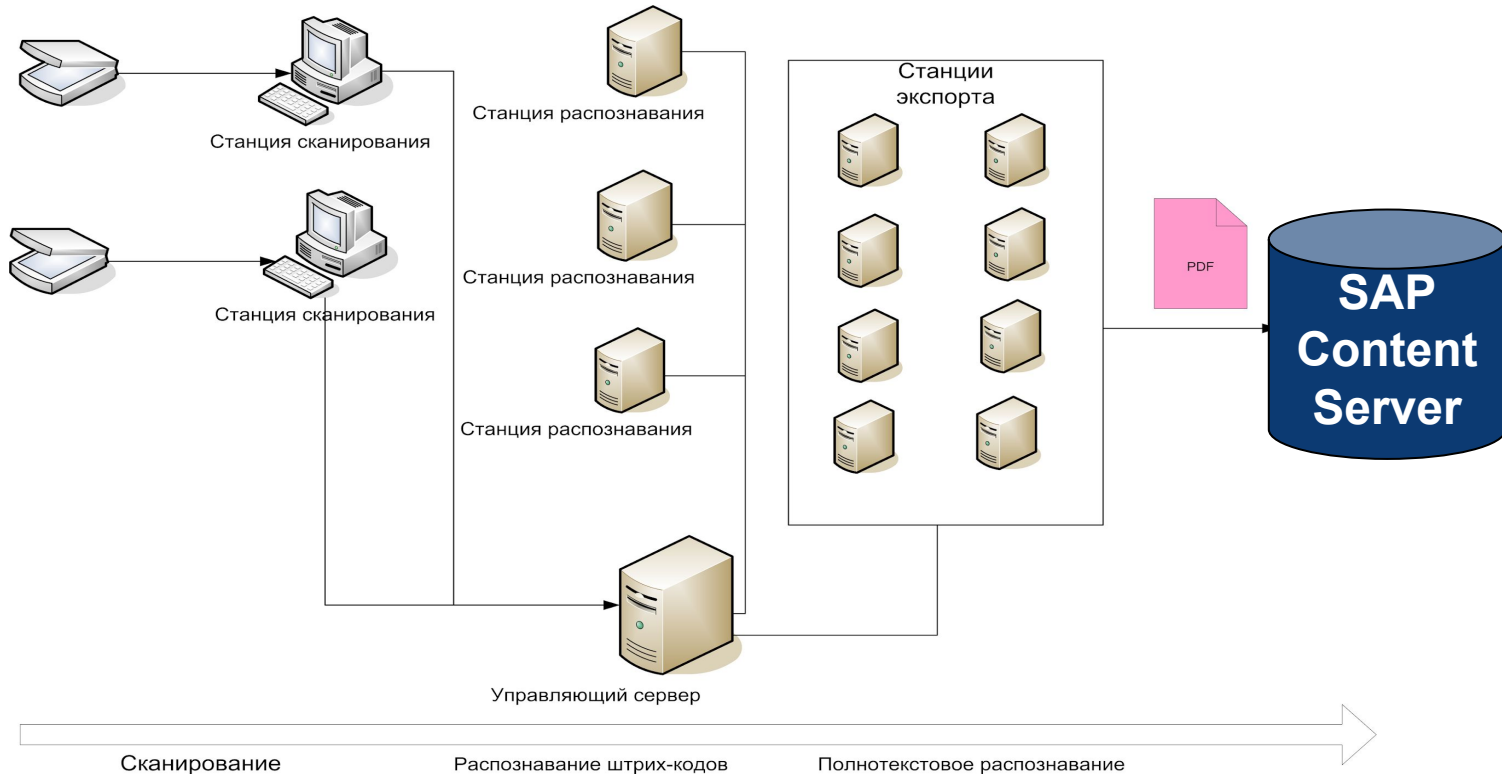 Станция сканирования
Станция сканирования
Станция распознавания
Станция распознавания
Станция распознавания
Управляющий сервер
Станции
экспорта
PDF
SAP
Content
Server
Сканирование
Распознавание штрих-кодов
Полнотекстовое распознавание